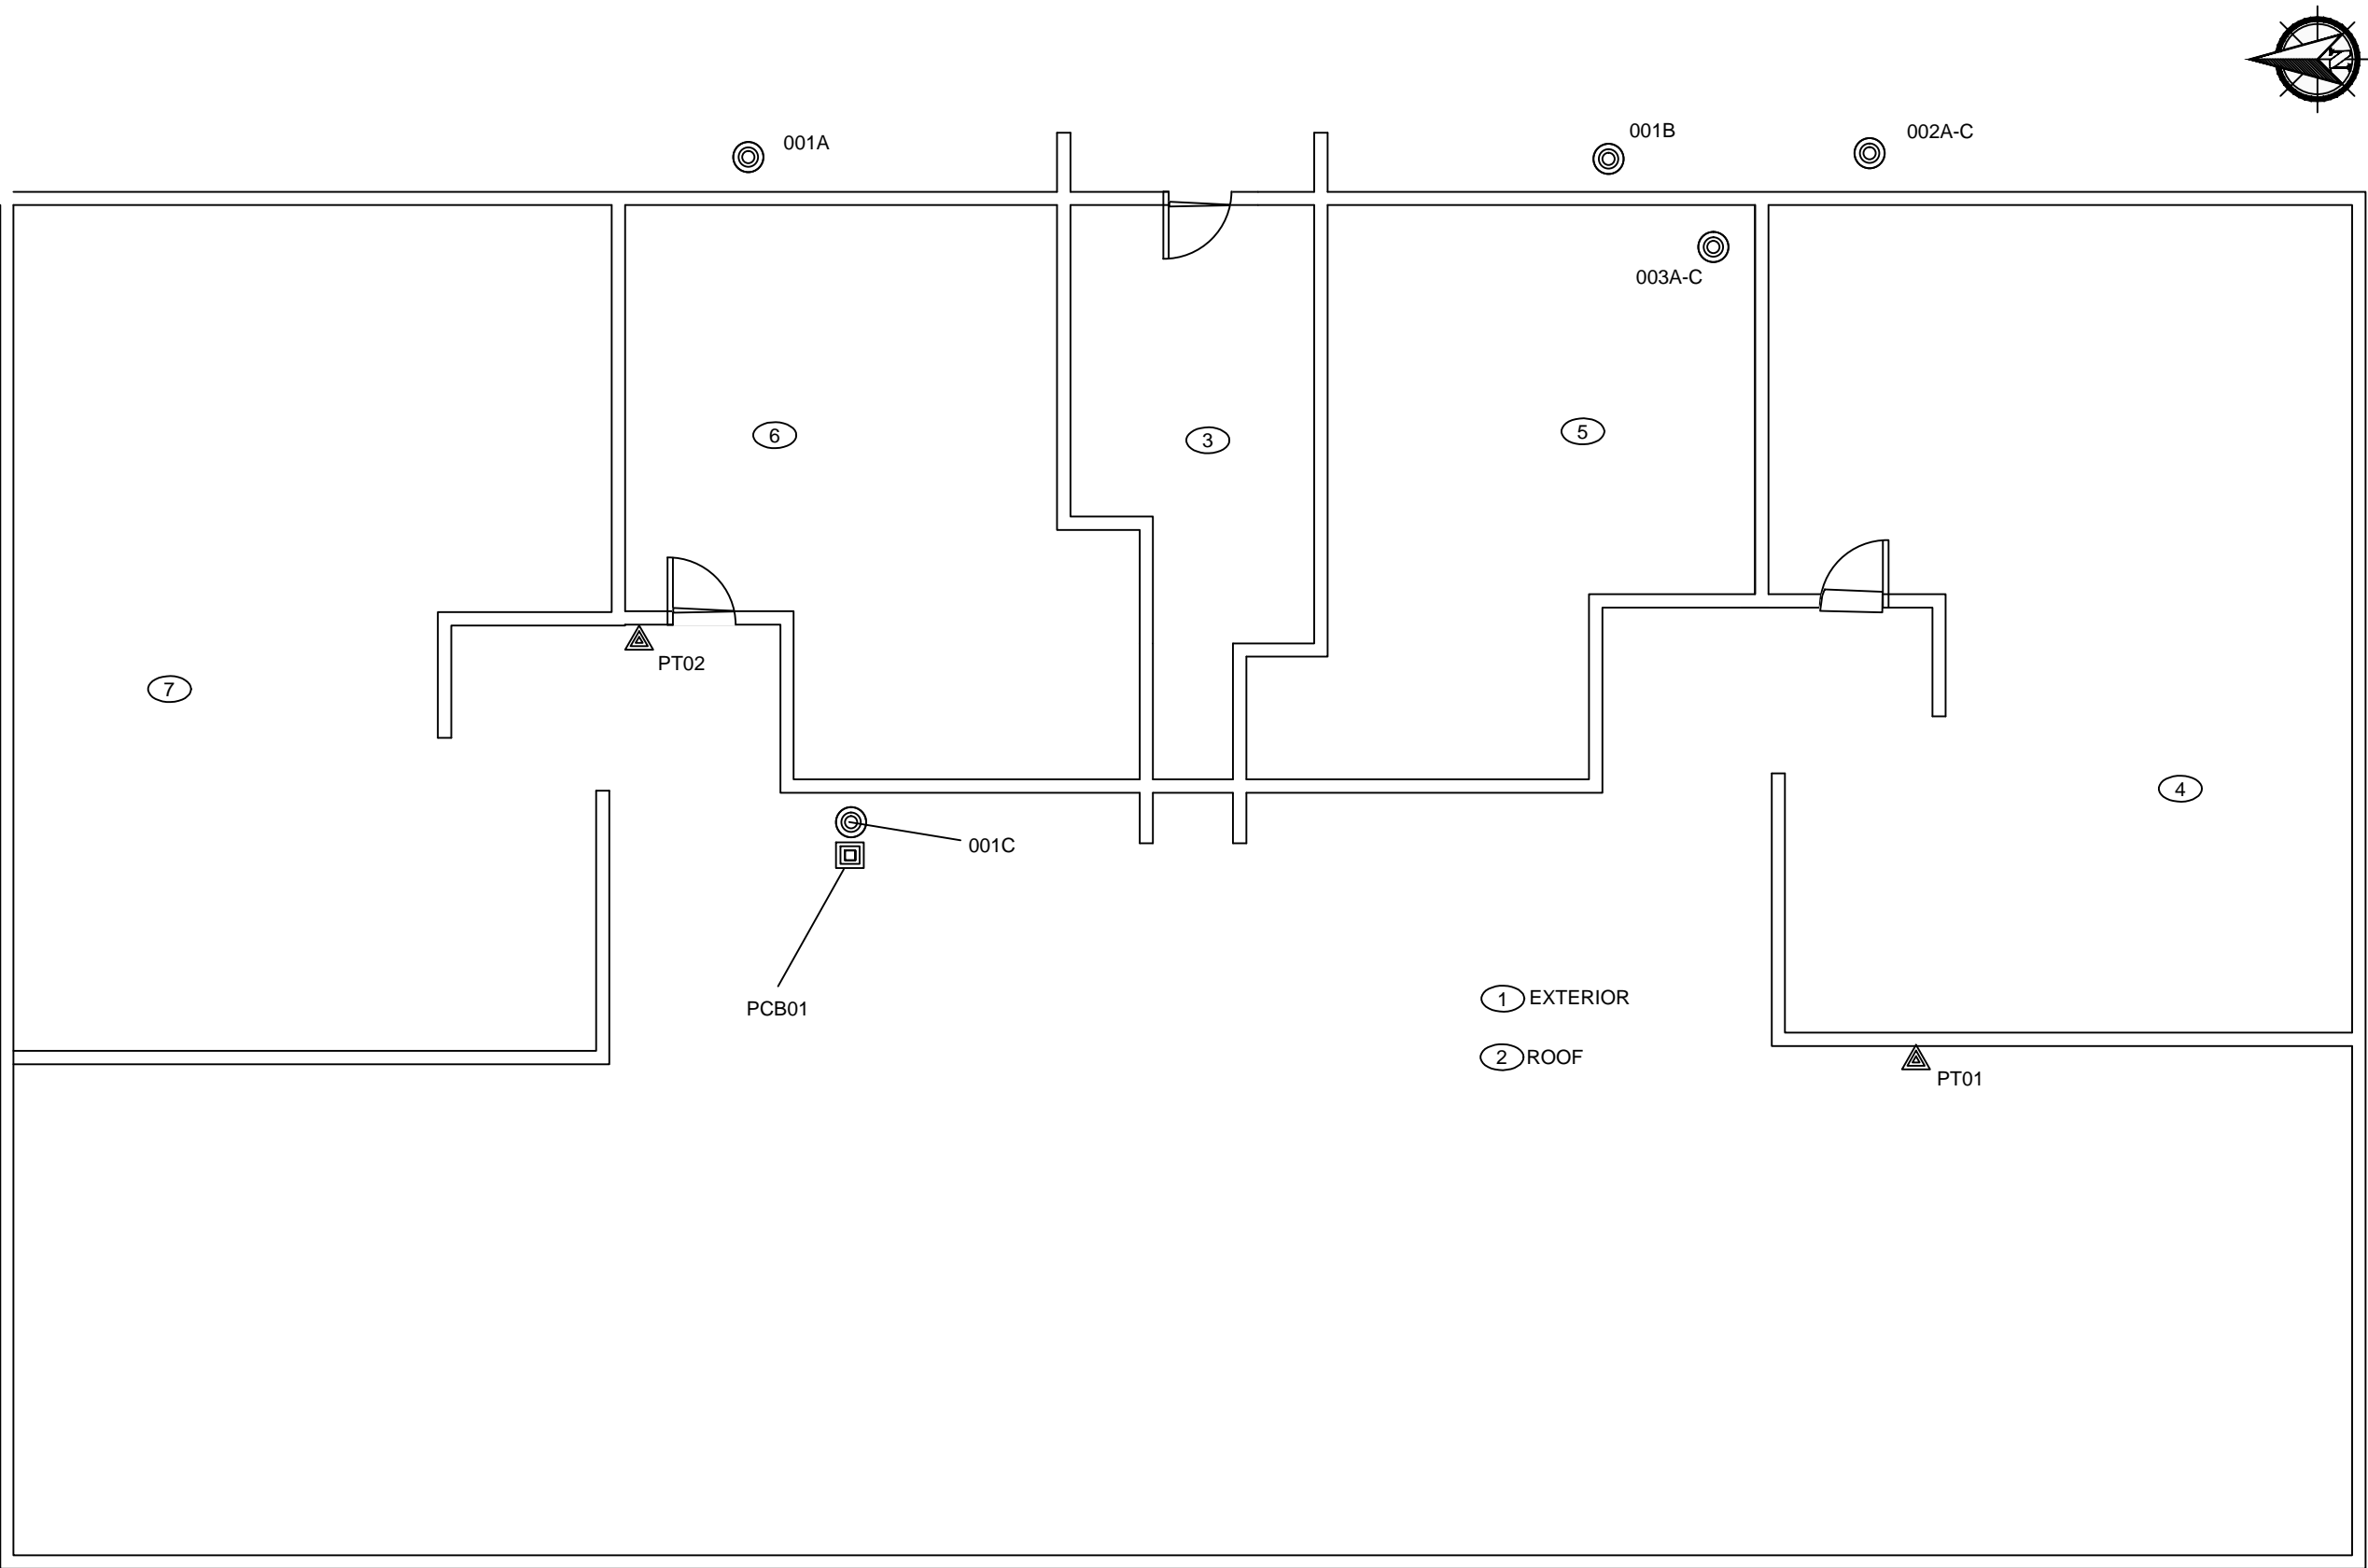 N
001A
001B
002A-C
003A-C
6
3
5
PT02
7
4
001C
PCB01
1 EXTERIOR
2 ROOF
PT01